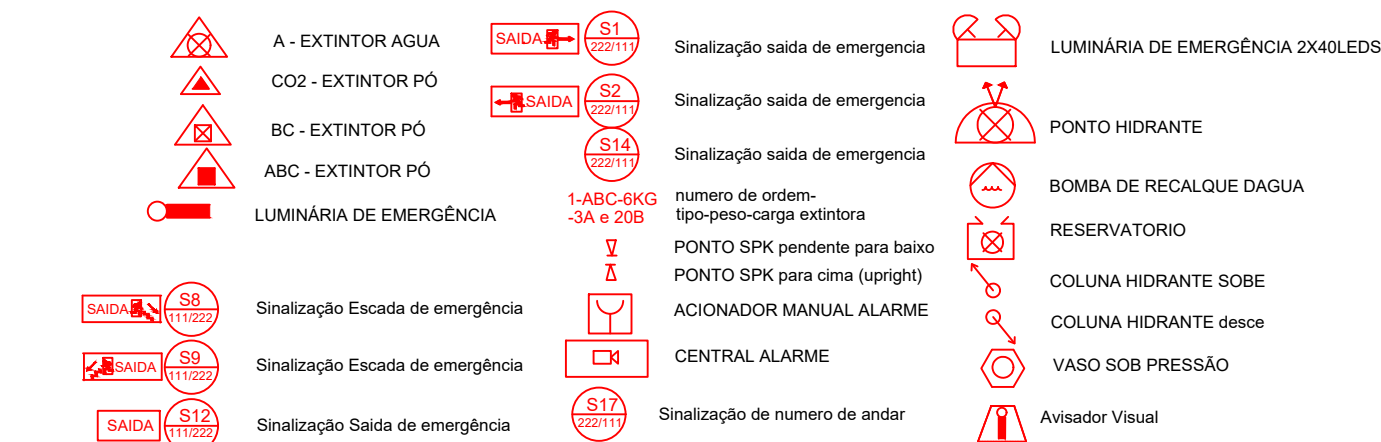 A - EXTINTOR AGUA
CO2 - EXTINTOR PÓ
BC - EXTINTOR PÓ
ABC - EXTINTOR PÓ
LUMINÁRIA DE EMERGÊNCIA
SAIDA S8 111/222 Sinalização Escada de emergência
SAIDA S9 111/222 Sinalização Escada de emergência
SAIDA S12 111/222 Sinalização Saida de emergência
SAIDA S1 222/111 Sinalização saida de emergencia
SAIDA S2 222/111 Sinalização saida de emergencia
S14 222/111 Sinalização saida de emergencia
1-ABC-6KG numero de ordem-
-3A e 20B tipo-peso-carga extintora
PONTO SPK pendente para baixo
PONTO SPK para cima (upright)
ACIONADOR MANUAL ALARME
CENTRAL ALARME
S17 222/111 Sinalização de numero de andar
LUMINÁRIA DE EMERGÊNCIA 2X40LEDS
PONTO HIDRANTE
BOMBA DE RECALQUE DAGUA
RESERVATORIO
COLUNA HIDRANTE SOBE
COLUNA HIDRANTE desce
VASO SOB PRESSÃO
Avisador Visual